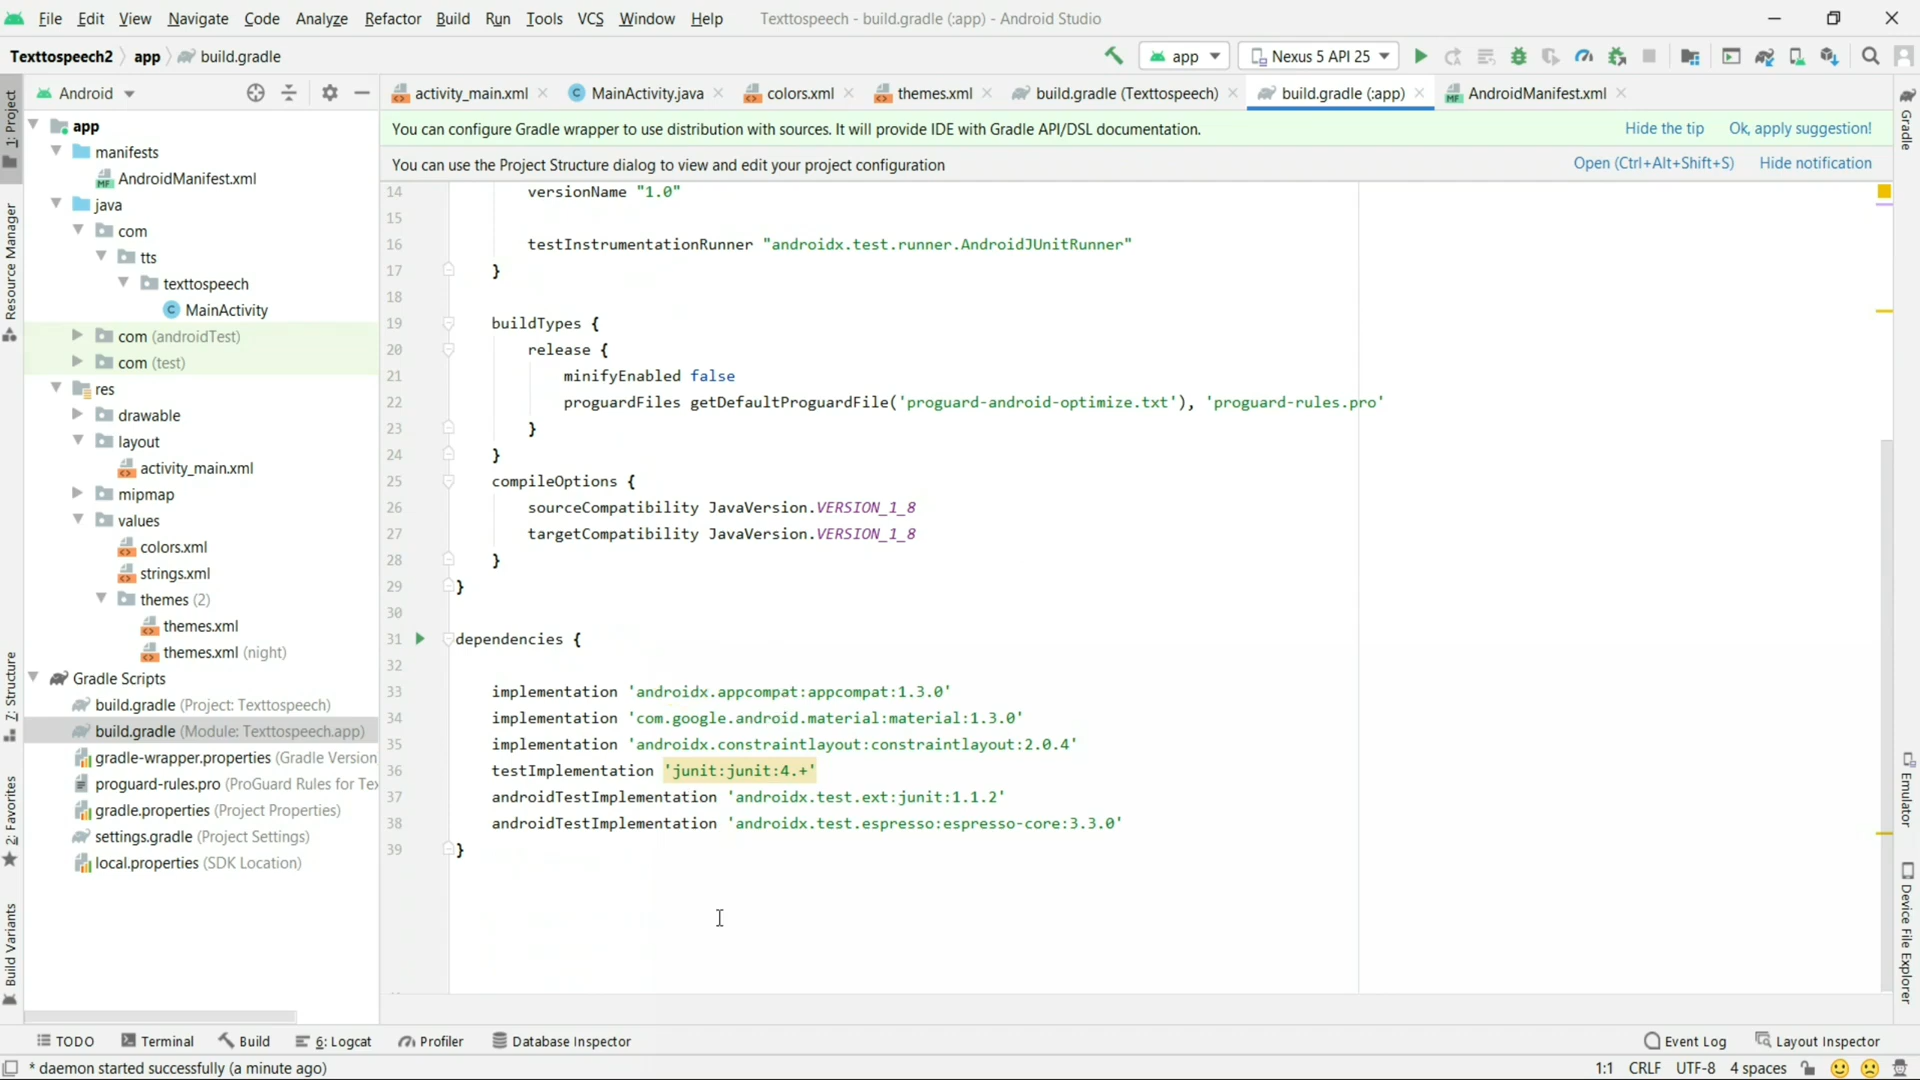 File Edit View Navigate Code Analyze Refactor Build Run Tools VCS Window Help Texttospeech - build.gradle (:app) - Android Studio
Texttospeech2 app build.gradle app Nexus 5 API 25
Android activity_main.xml MainActivity.java colors.xml themes.xml build.gradle (Texttospeech) build.gradle (:app) AndroidManifest.xml
You can configure Gradle wrapper to use distribution with sources. It will provide IDE with Gradle API/DSL documentation. Hide the tip Ok, apply suggestion!
You can use the Project Structure dialog to view and edit your project configuration Open (Ctrl+Alt+Shift+S) Hide notification
1: Project
Resource Manager
7: Structure
2: Favorites
Build Variants
app
manifests
AndroidManifest.xml
java
com
tts
texttospeech
MainActivity
com (androidTest)
com (test)
res
drawable
layout
activity_main.xml
mipmap
values
colors.xml
strings.xml
themes (2)
themes.xml
themes.xml (night)
Gradle Scripts
build.gradle (Project: Texttospeech)
build.gradle (Module: Texttospeech.app)
gradle-wrapper.properties (Gradle Version
proguard-rules.pro (ProGuard Rules for Tex
gradle.properties (Project Properties)
settings.gradle (Project Settings)
local.properties (SDK Location)
14 versionName "1.0"
15
16 testInstrumentationRunner "androidx.test.runner.AndroidJUnitRunner"
17 }
18
19 buildTypes {
20 release {
21 minifyEnabled false
22 proguardFiles getDefaultProguardFile('proguard-android-optimize.txt'), 'proguard-rules.pro'
23 }
24 }
25 compileOptions {
26 sourceCompatibility JavaVersion.VERSION_1_8
27 targetCompatibility JavaVersion.VERSION_1_8
28 }
29 }
30
31 dependencies {
32
33 implementation 'androidx.appcompat:appcompat:1.3.0'
34 implementation 'com.google.android.material:material:1.3.0'
35 implementation 'androidx.constraintlayout:constraintlayout:2.0.4'
36 testImplementation 'junit:junit:4.+'
37 androidTestImplementation 'androidx.test.ext:junit:1.1.2'
38 androidTestImplementation 'androidx.test.espresso:espresso-core:3.3.0'
39 }
Gradle
Emulator
Device File Explorer
TODO Terminal Build 6: Logcat Profiler Database Inspector Event Log Layout Inspector
* daemon started successfully (a minute ago) 1:1 CRLF UTF-8 4 spaces